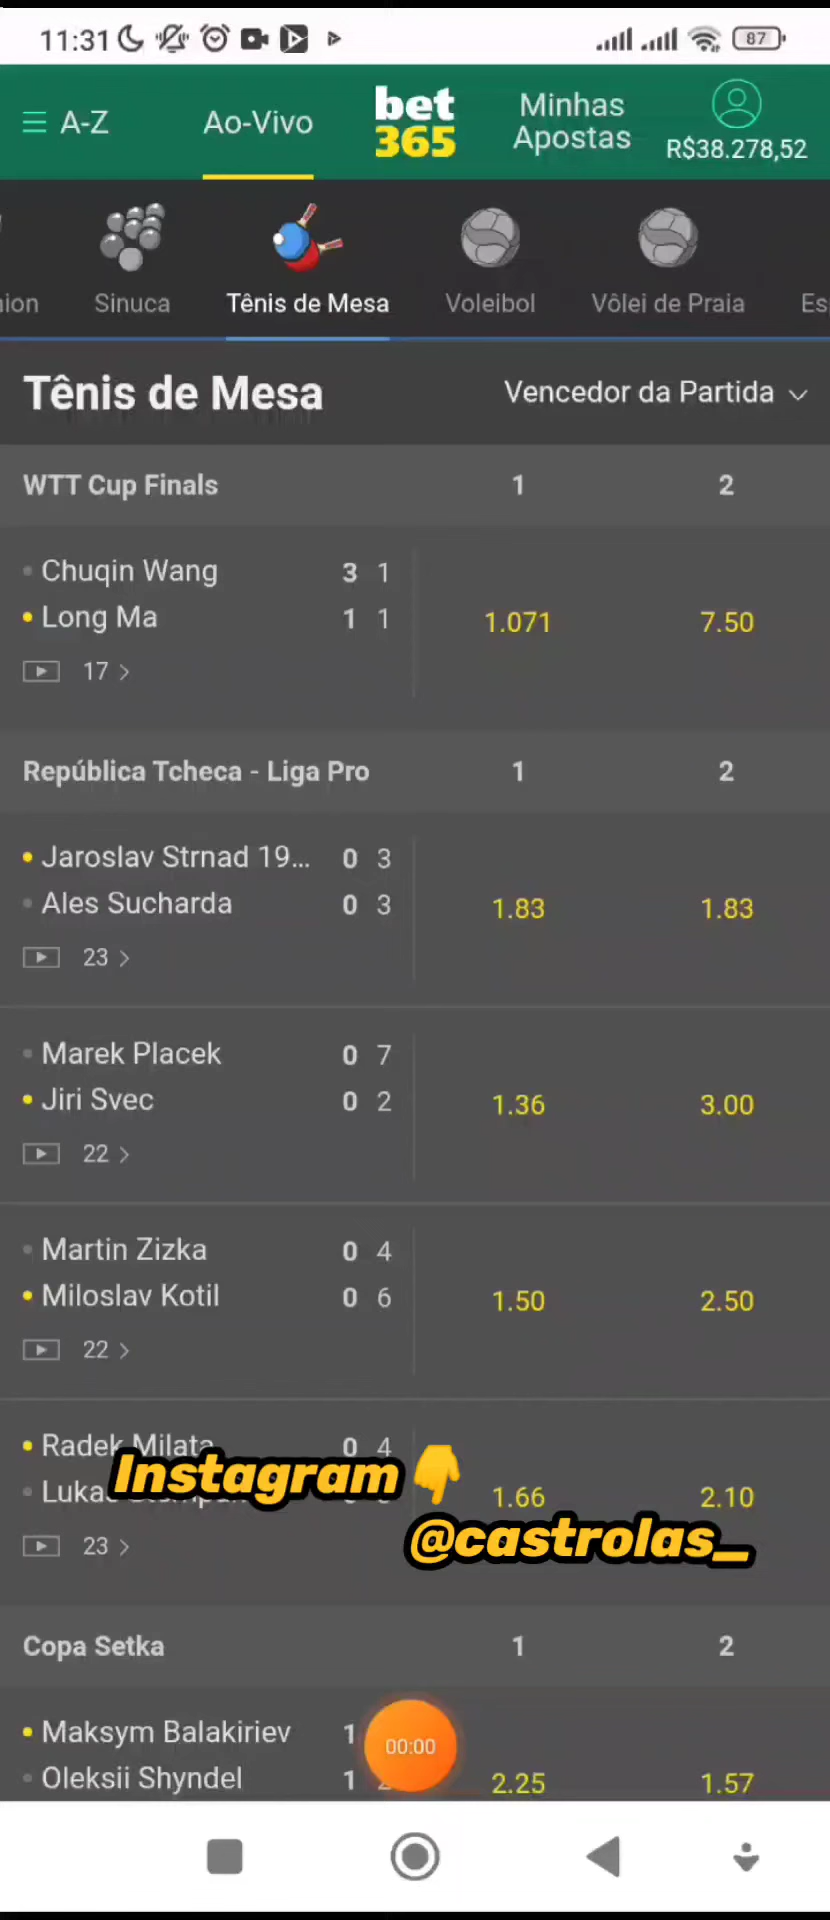 11:31
87
A-Z
Ao-Vivo
bet
365
Minhas
Apostas
R$38.278,52
Sinuca
Tênis de Mesa
Voleibol
Vôlei de Praia
Es
Tênis de Mesa
Vencedor da Partida
WTT Cup Finals 1 2
Chuqin Wang 3 1
Long Ma 1 1
1.071 7.50
17
República Tcheca - Liga Pro 1 2
Jaroslav Strnad 19... 0 3
Ales Sucharda 0 3
1.83 1.83
23
Marek Placek 0 7
Jiri Svec 0 2
1.36 3.00
22
Martin Zizka 0 4
Miloslav Kotil 0 6
1.50 2.50
22
Radek Milata 0 4
Instagram
1.66 2.10
@castrolas_
23
Copa Setka 1 2
Maksym Balakiriev 1
00:00
Oleksii Shyndel 1
2.25 1.57